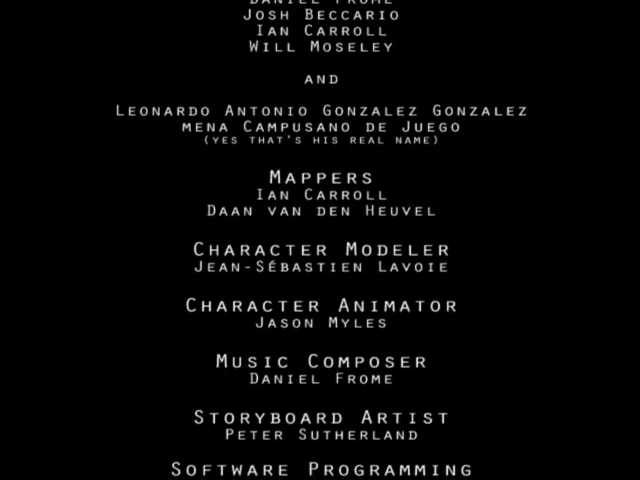 DANIEL FROME
JOSH BECCARIO
IAN CARROLL
WILL MOSELEY
AND
LEONARDO ANTONIO GONZALEZ GONZALEZ
MENA CAMPUSANO DE JUEGO
(YES THAT'S HIS REAL NAME)
MAPPERS
IAN CARROLL
DAAN VAN DEN HEUVEL
CHARACTER MODELER
JEAN-SÉBASTIEN LAVOIE
CHARACTER ANIMATOR
JASON MYLES
MUSIC COMPOSER
DANIEL FROME
STORYBOARD ARTIST
PETER SUTHERLAND
SOFTWARE PROGRAMMING